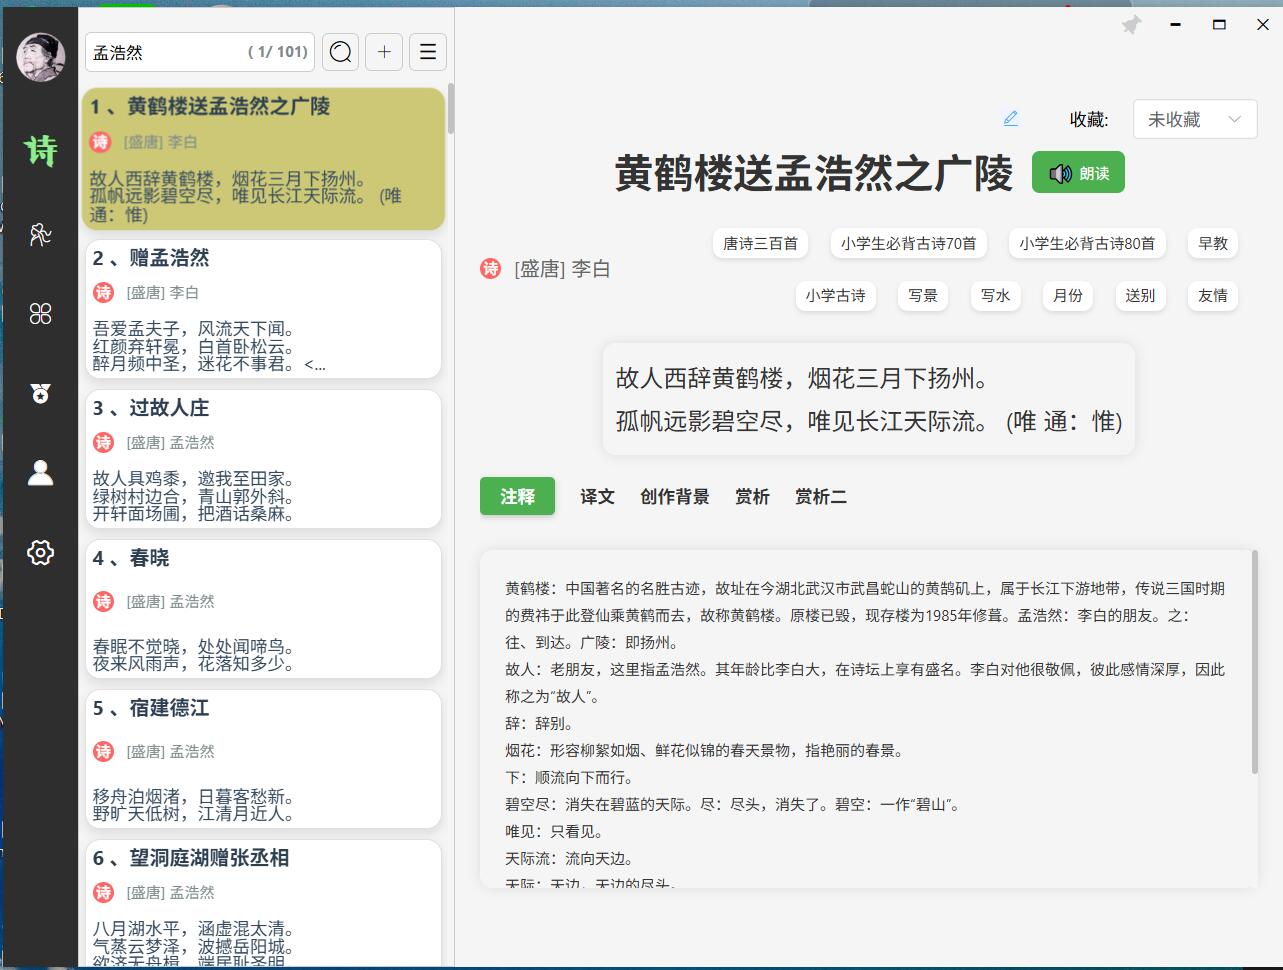 孟浩然 ( 1/ 101)
诗
1 、黄鹤楼送孟浩然之广陵
诗 [盛唐] 李白
故人西辞黄鹤楼，烟花三月下扬州。
孤帆远影碧空尽，唯见长江天际流。 (唯
通：惟)
2 、赠孟浩然
诗 [盛唐] 李白
吾爱孟夫子，风流天下闻。
红颜弃轩冕，白首卧松云。
醉月频中圣，迷花不事君。<...
3 、过故人庄
诗 [盛唐] 孟浩然
故人具鸡黍，邀我至田家。
绿树村边合，青山郭外斜。
开轩面场圃，把酒话桑麻。
4 、春晓
诗 [盛唐] 孟浩然
春眠不觉晓，处处闻啼鸟。
夜来风雨声，花落知多少。
5 、宿建德江
诗 [盛唐] 孟浩然
移舟泊烟渚，日暮客愁新。
野旷天低树，江清月近人。
6 、望洞庭湖赠张丞相
诗 [盛唐] 孟浩然
八月湖水平，涵虚混太清。
气蒸云梦泽，波撼岳阳城。
欲济无舟楫，端居耻圣明
收藏: 未收藏
黄鹤楼送孟浩然之广陵 朗读
诗 [盛唐] 李白
唐诗三百首 小学生必背古诗70首 小学生必背古诗80首 早教
小学古诗 写景 写水 月份 送别 友情
故人西辞黄鹤楼，烟花三月下扬州。
孤帆远影碧空尽，唯见长江天际流。 (唯 通：惟)
注释 译文 创作背景 赏析 赏析二
黄鹤楼：中国著名的名胜古迹，故址在今湖北武汉市武昌蛇山的黄鹄矶上，属于长江下游地带，传说三国时期
的费祎于此登仙乘黄鹤而去，故称黄鹤楼。原楼已毁，现存楼为1985年修葺。孟浩然：李白的朋友。之：
往、到达。广陵：即扬州。
故人：老朋友，这里指孟浩然。其年龄比李白大，在诗坛上享有盛名。李白对他很敬佩，彼此感情深厚，因此
称之为“故人”。
辞：辞别。
烟花：形容柳絮如烟、鲜花似锦的春天景物，指艳丽的春景。
下：顺流向下而行。
碧空尽：消失在碧蓝的天际。尽：尽头，消失了。碧空：一作“碧山”。
唯见：只看见。
天际流：流向天边。
天际：天边，天边的尽头。